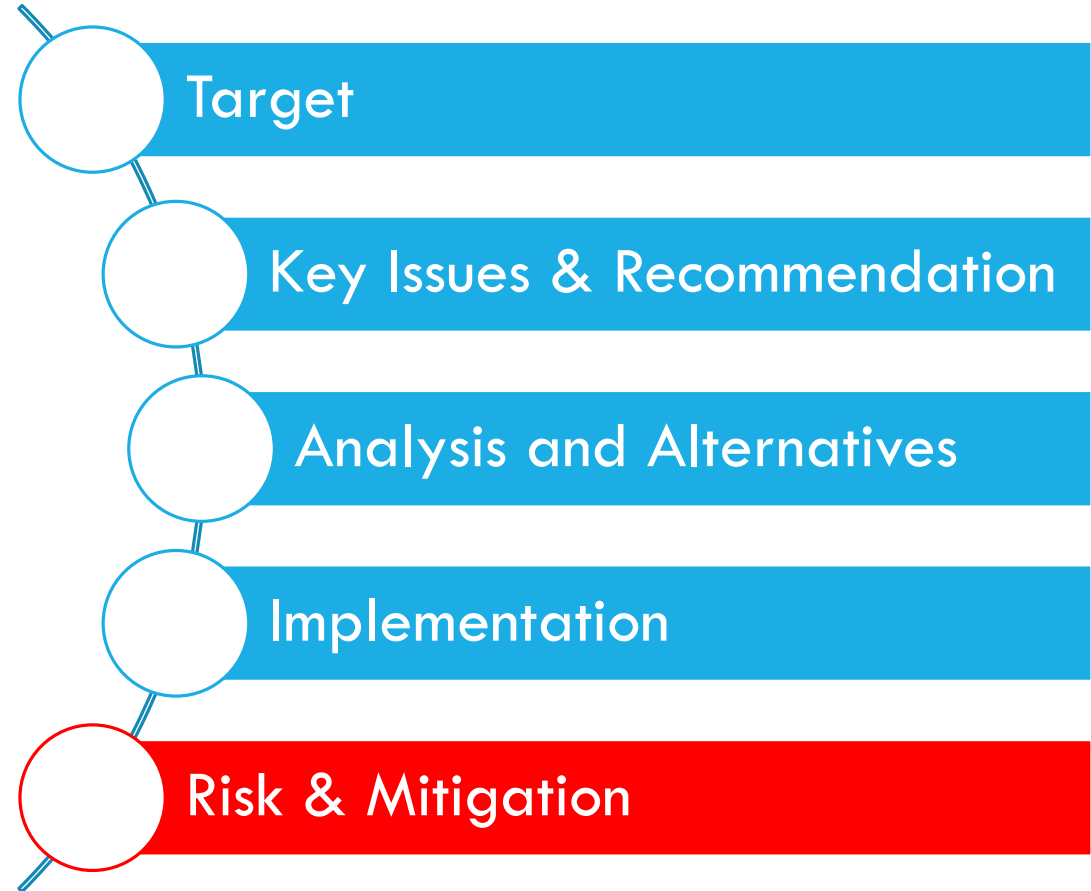 Target
Key Issues & Recommendation
Analysis and Alternatives
Implementation
Risk & Mitigation